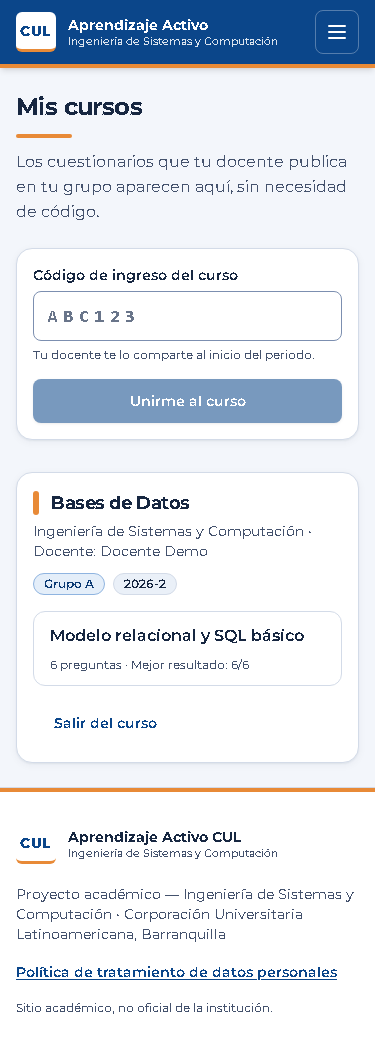 CUL
Aprendizaje Activo
Ingeniería de Sistemas y Computación
Mis cursos
Los cuestionarios que tu docente publica
en tu grupo aparecen aquí, sin necesidad
de código.
Código de ingreso del curso
ABC123
Tu docente te lo comparte al inicio del periodo.
Unirme al curso
Bases de Datos
Ingeniería de Sistemas y Computación ·
Docente: Docente Demo
Grupo A
2026-2
Modelo relacional y SQL básico
6 preguntas · Mejor resultado: 6/6
Salir del curso
CUL
Aprendizaje Activo CUL
Ingeniería de Sistemas y Computación
Proyecto académico — Ingeniería de Sistemas y
Computación · Corporación Universitaria
Latinoamericana, Barranquilla
Política de tratamiento de datos personales
Sitio académico, no oficial de la institución.